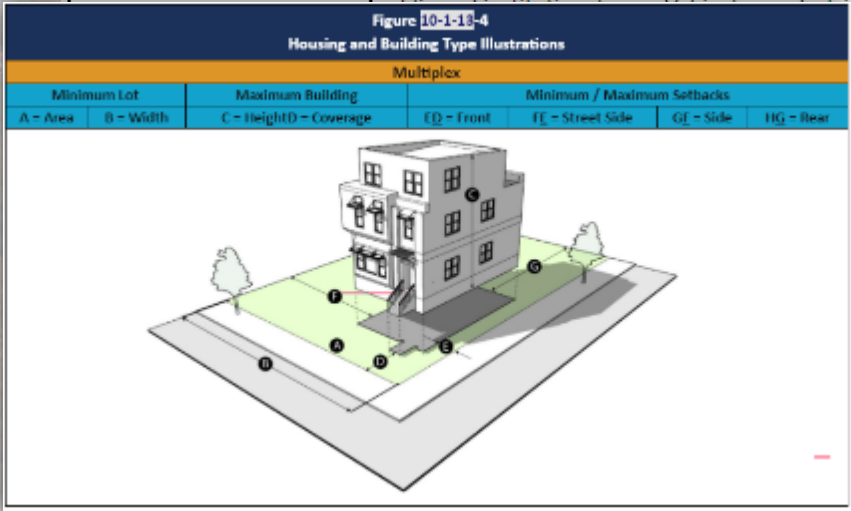 Figure 10-1-13-4
Housing and Building Type Illustrations
Multiplex
Minimum Lot Maximum Building Minimum / Maximum Setbacks
A = Area B = Width C = HeightD = Coverage ED = Front FE = Street Side GF = Side HG = Rear
C
G
F
A
E
D
B